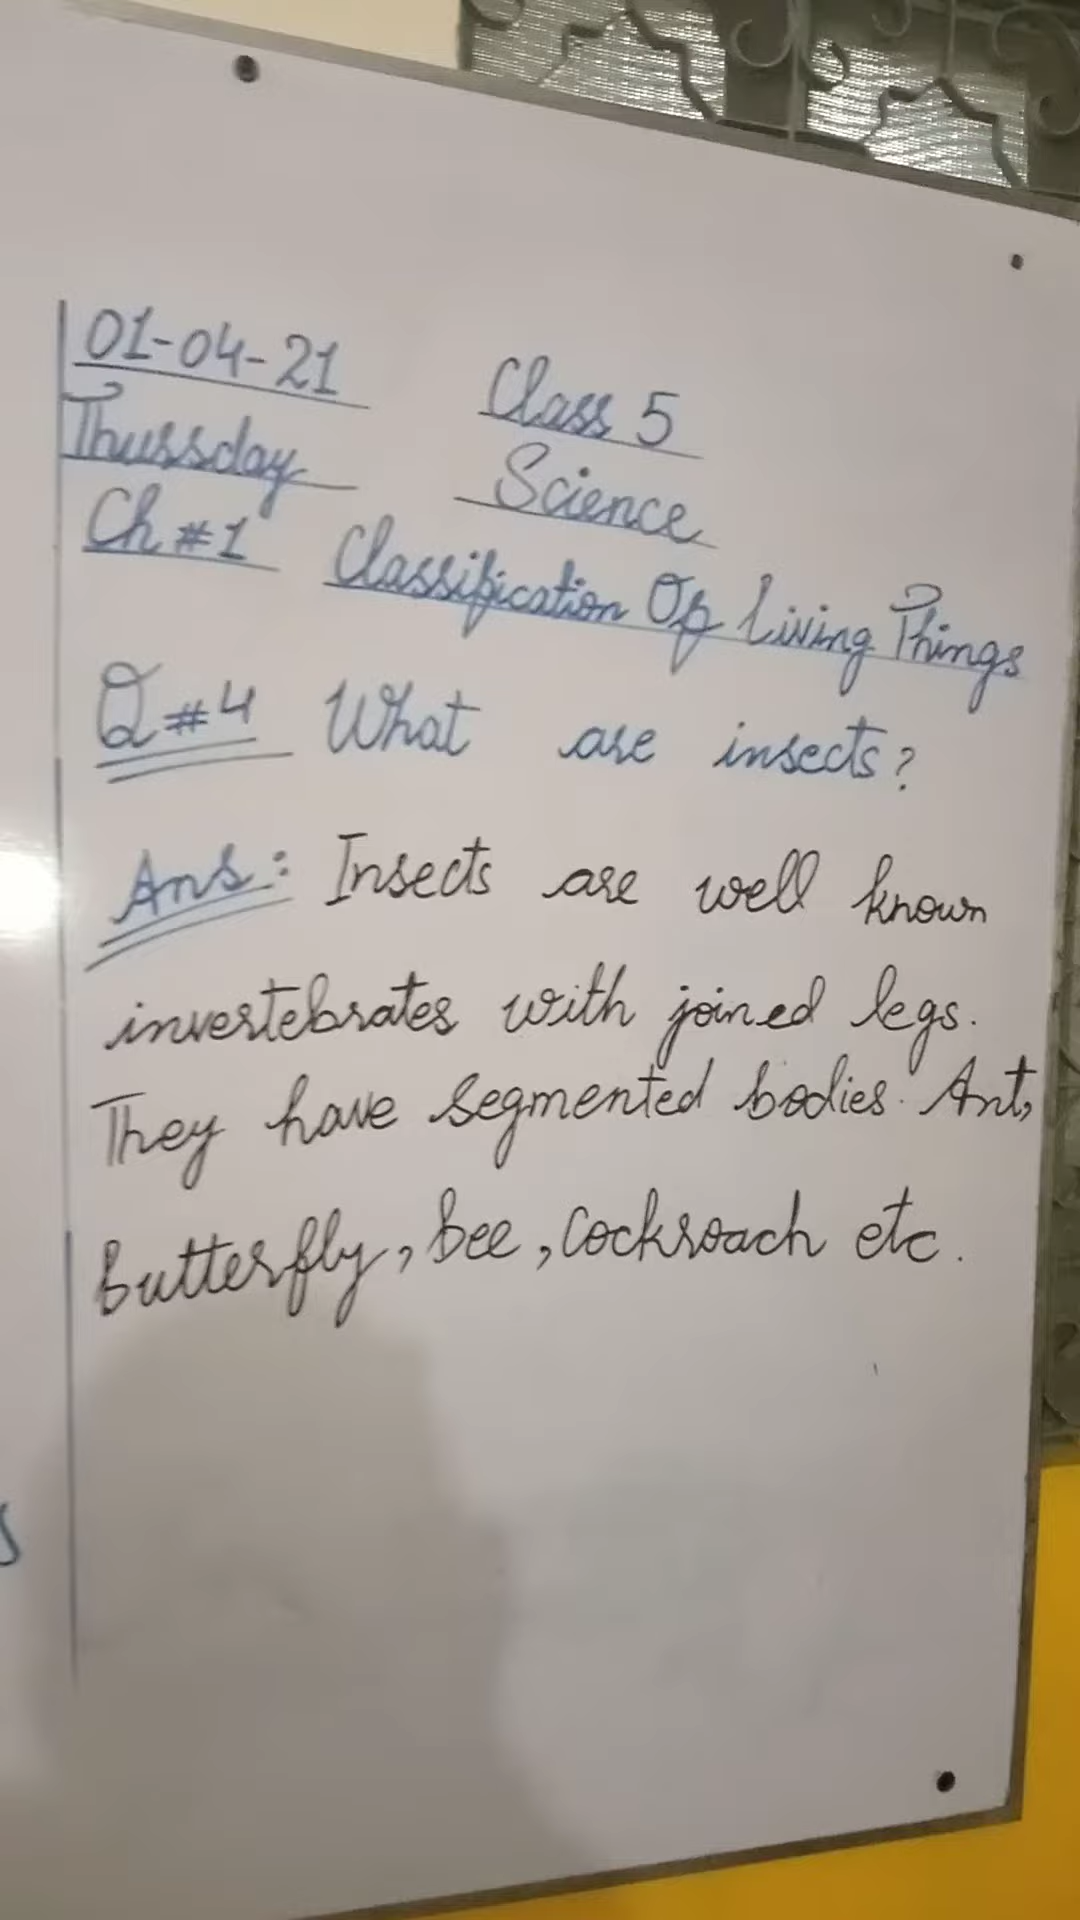 01-04-21 Class 5
Thursday Science
Ch #1 Classification Of Living Things
Q #4 What are insects?
Ans: Insects are well known
invertebrates with joined legs.
They have segmented bodies. Ant,
butterfly, bee, cockroach etc.
s